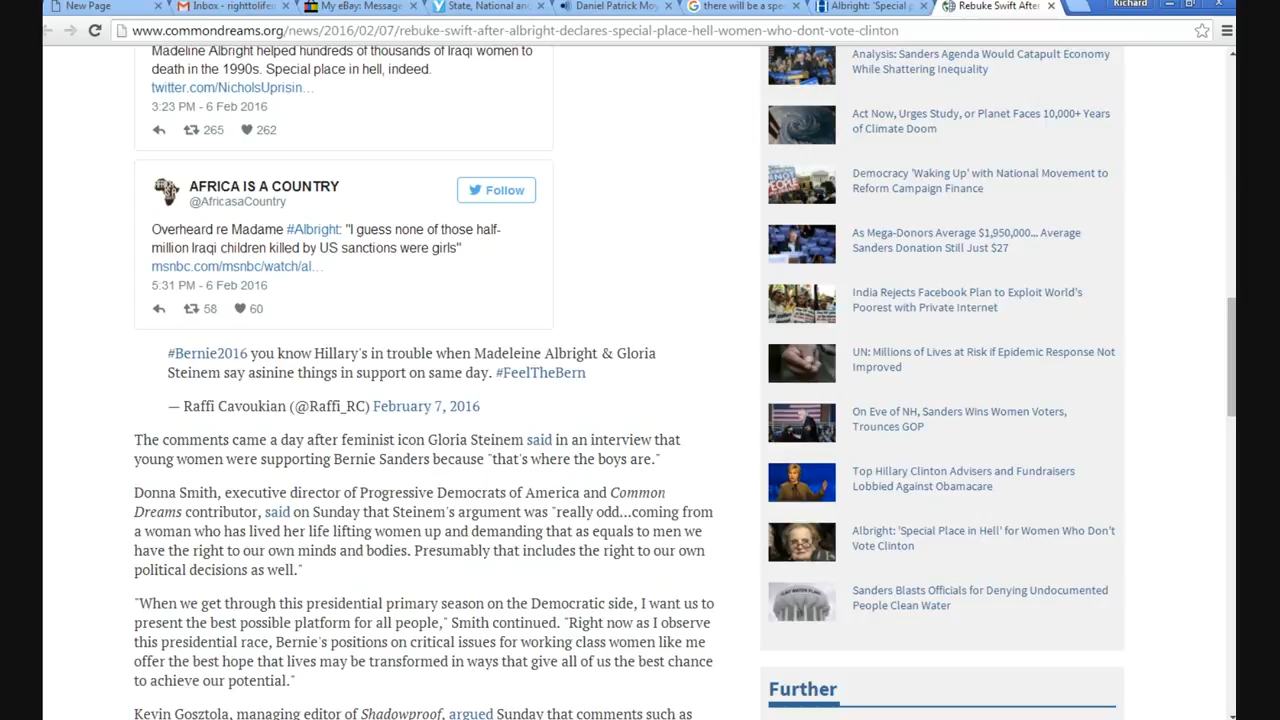 New Page
Inbox - righttolifer
My eBay: Message
State, National and
Daniel Patrick Moy
there will be a spe
Albright: 'Special p
Rebuke Swift After
Richard
www.commondreams.org/news/2016/02/07/rebuke-swift-after-albright-declares-special-place-hell-women-who-dont-vote-clinton
Madeline Albright helped hundreds of thousands of Iraqi women to
death in the 1990s. Special place in hell, indeed.
twitter.com/NicholsUprisin…
3:23 PM - 6 Feb 2016
265 262
AFRICA IS A COUNTRY
@AfricasaCountry
Follow
Overheard re Madame #Albright: "I guess none of those half-
million Iraqi children killed by US sanctions were girls"
msnbc.com/msnbc/watch/al…
5:31 PM - 6 Feb 2016
58 60
#Bernie2016 you know Hillary's in trouble when Madeleine Albright & Gloria
Steinem say asinine things in support on same day. #FeelTheBern
— Raffi Cavoukian (@Raffi_RC) February 7, 2016
The comments came a day after feminist icon Gloria Steinem said in an interview that
young women were supporting Bernie Sanders because "that's where the boys are."
Donna Smith, executive director of Progressive Democrats of America and Common
Dreams contributor, said on Sunday that Steinem's argument was "really odd...coming from
a woman who has lived her life lifting women up and demanding that as equals to men we
have the right to our own minds and bodies. Presumably that includes the right to our own
political decisions as well."
"When we get through this presidential primary season on the Democratic side, I want us to
present the best possible platform for all people," Smith continued. "Right now as I observe
this presidential race, Bernie's positions on critical issues for working class women like me
offer the best hope that lives may be transformed in ways that give all of us the best chance
to achieve our potential."
Kevin Gosztola, managing editor of Shadowproof, argued Sunday that comments such as
Analysis: Sanders Agenda Would Catapult Economy
While Shattering Inequality
Act Now, Urges Study, or Planet Faces 10,000+ Years
of Climate Doom
Democracy 'Waking Up' with National Movement to
Reform Campaign Finance
As Mega-Donors Average $1,950,000... Average
Sanders Donation Still Just $27
India Rejects Facebook Plan to Exploit World's
Poorest with Private Internet
UN: Millions of Lives at Risk if Epidemic Response Not
Improved
On Eve of NH, Sanders Wins Women Voters,
Trounces GOP
Top Hillary Clinton Advisers and Fundraisers
Lobbied Against Obamacare
Albright: 'Special Place in Hell' for Women Who Don't
Vote Clinton
Sanders Blasts Officials for Denying Undocumented
People Clean Water
Further